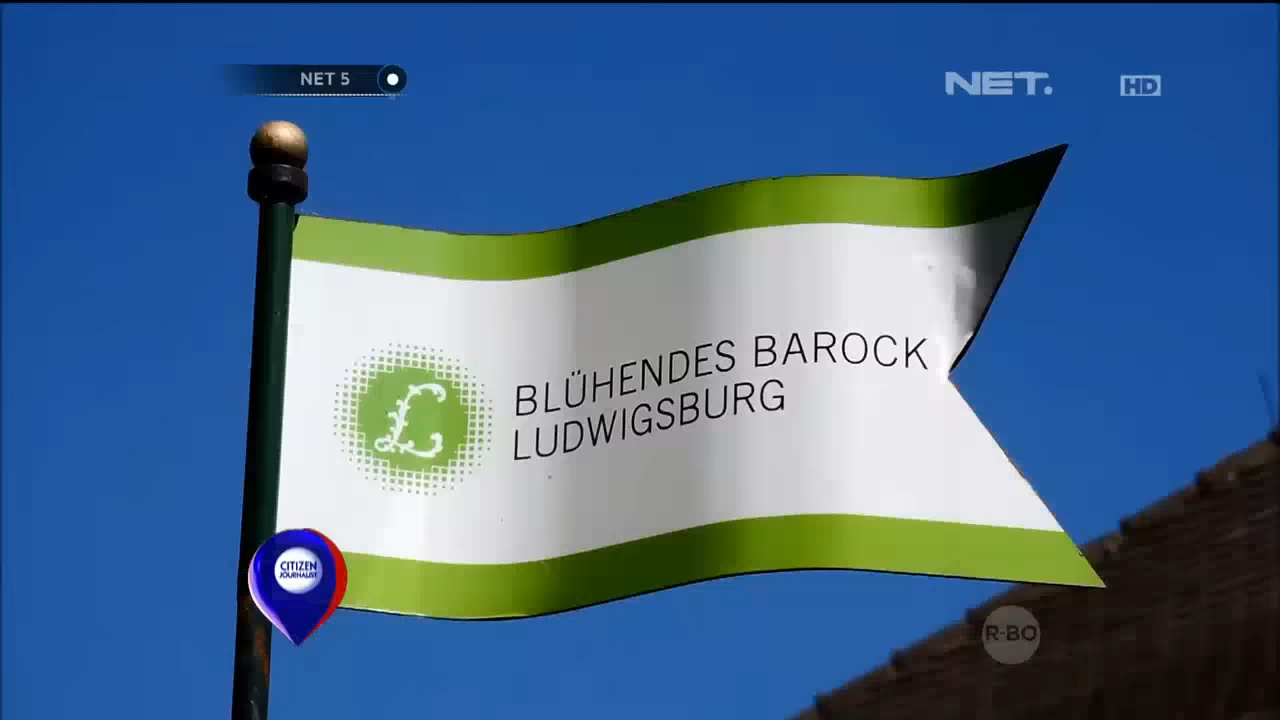 NET 5
NET.
HD
£
BLÜHENDES BAROCK
LUDWIGSBURG
CITIZEN
JOURNALIST
R-BO